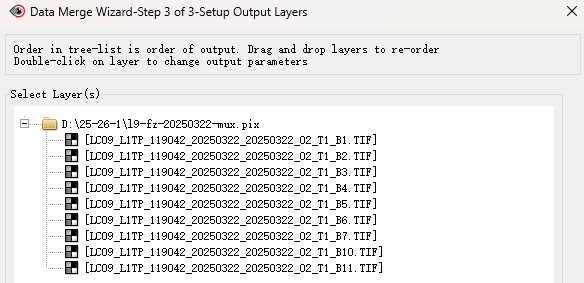 Data Merge Wizard-Step 3 of 3-Setup Output Layers
Order in tree-list is order of output. Drag and drop layers to re-order
Double-click on layer to change output parameters
Select Layer(s)
D:\25-26-1\l9-fz-20250322-mux.pix
[LC09_L1TP_119042_20250322_20250322_02_T1_B1.TIF]
[LC09_L1TP_119042_20250322_20250322_02_T1_B2.TIF]
[LC09_L1TP_119042_20250322_20250322_02_T1_B3.TIF]
[LC09_L1TP_119042_20250322_20250322_02_T1_B4.TIF]
[LC09_L1TP_119042_20250322_20250322_02_T1_B5.TIF]
[LC09_L1TP_119042_20250322_20250322_02_T1_B6.TIF]
[LC09_L1TP_119042_20250322_20250322_02_T1_B7.TIF]
[LC09_L1TP_119042_20250322_20250322_02_T1_B10.TIF]
[LC09_L1TP_119042_20250322_20250322_02_T1_B11.TIF]